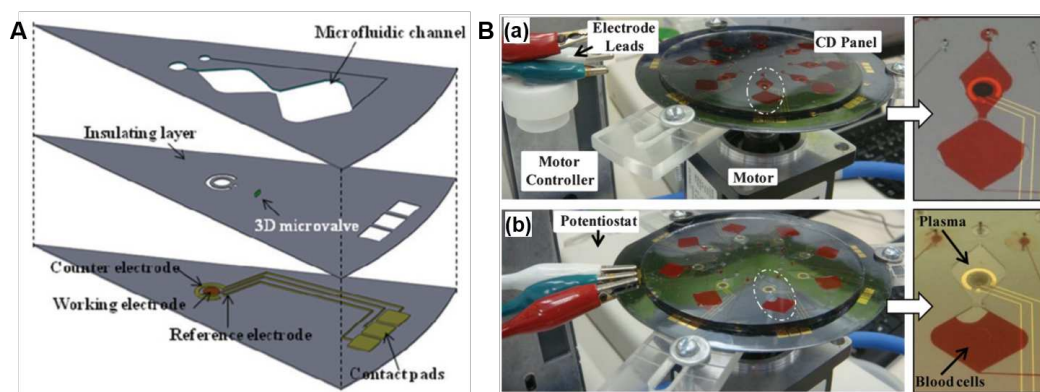 A
Microfluidic channel
Insulating layer
3D microvalve
Counter electrode
Working electrode
Reference electrode
Contact pads
B
(a)
Electrode
Leads
CD Panel
Motor
Controller
Motor
(b)
Potentiostat
Plasma
Blood cells